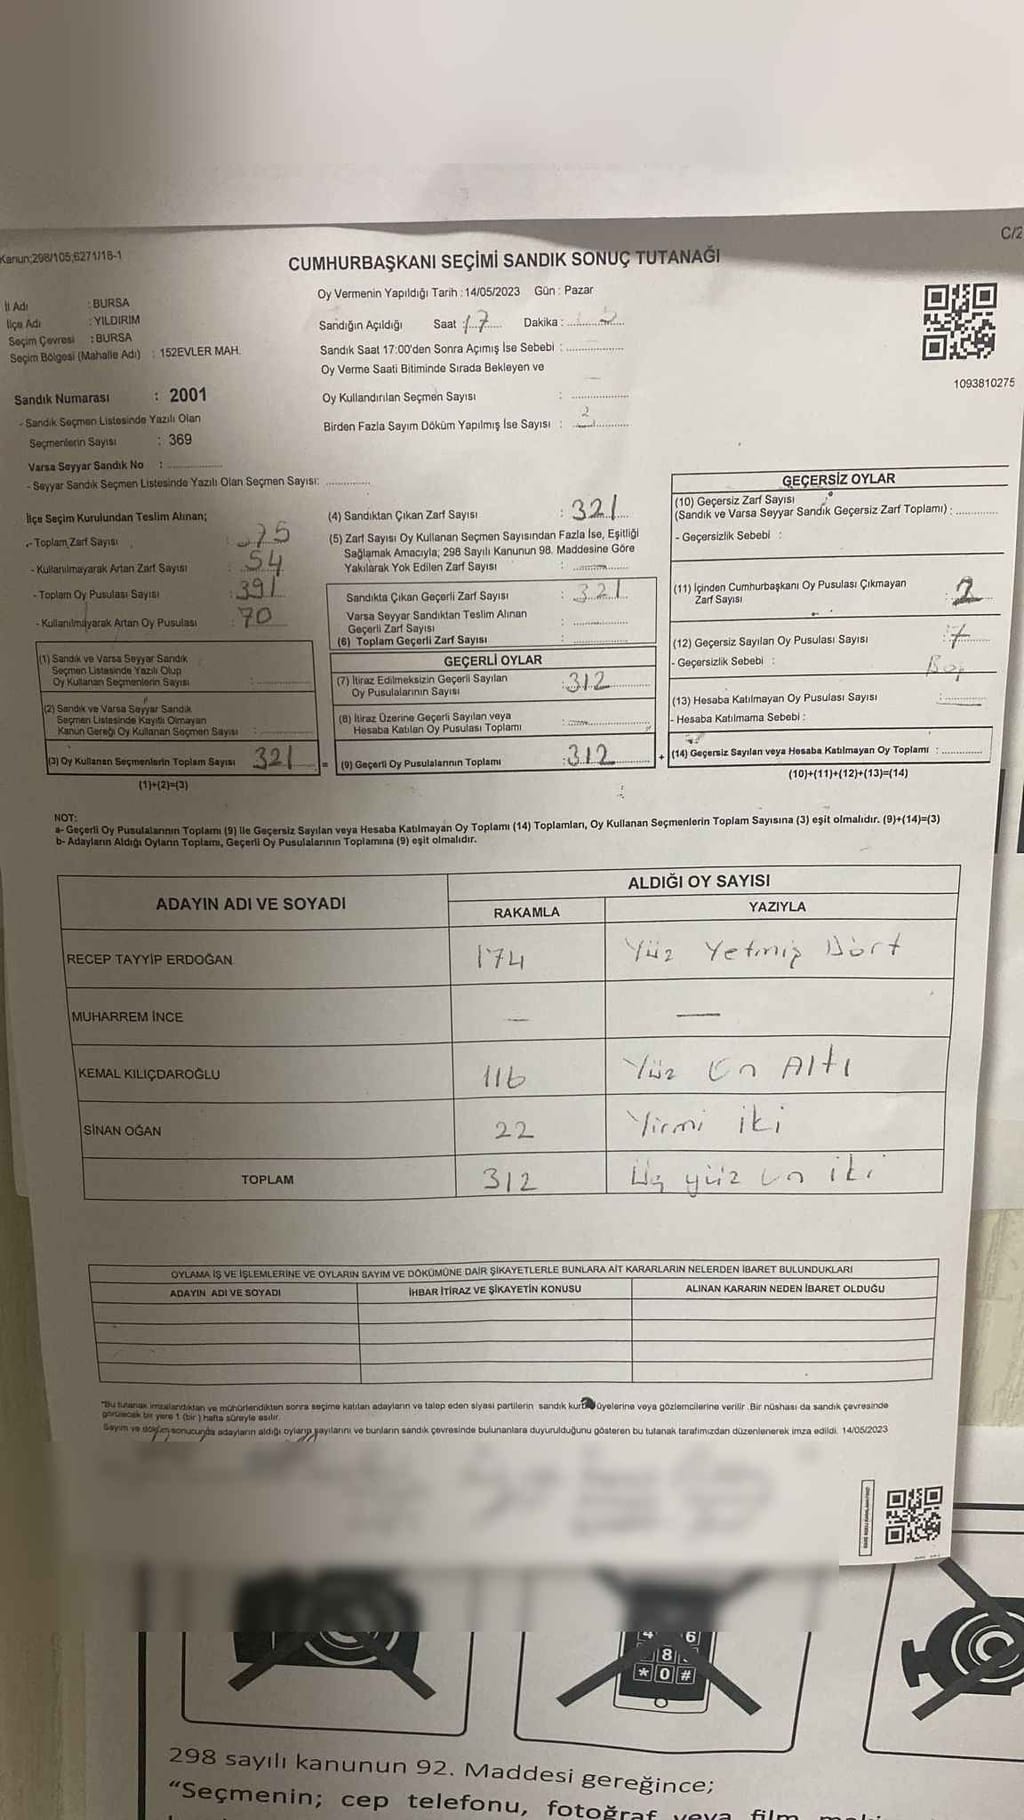 C/2
Kanun;298/105;6271/16-1
CUMHURBAŞKANI SEÇİMİ SANDIK SONUÇ TUTANAĞI
Oy Vermenin Yapıldığı Tarih : 14/05/2023 Gün : Pazar
İl Adı : BURSA
İlçe Adı : YILDIRIM
Seçim Çevresi : BURSA
Seçim Bölgesi (Mahalle Adı) : 152EVLER MAH.
Sandığın Açıldığı Saat : 17 Dakika :
Sandık Saat 17:00'den Sonra Açımış İse Sebebi :
Oy Verme Saati Bitiminde Sırada Bekleyen ve
Oy Kullandırılan Seçmen Sayısı :
Birden Fazla Sayım Döküm Yapılmış İse Sayısı : 2
1093810275
Sandık Numarası : 2001
- Sandık Seçmen Listesinde Yazılı Olan
Seçmenlerin Sayısı : 369
Varsa Seyyar Sandık No :
- Seyyar Sandık Seçmen Listesinde Yazılı Olan Seçmen Sayısı:
İlçe Seçim Kurulundan Teslim Alınan;
- Toplam Zarf Sayısı :
- Kullanılmayarak Artan Zarf Sayısı : 54
- Toplam Oy Pusulası Sayısı : 391
- Kullanılmayarak Artan Oy Pusulası : 70
(1) Sandık ve Varsa Seyyar Sandık
Seçmen Listesinde Yazılı Olup
Oy Kullanan Seçmenlerin Sayısı :
(2) Sandık ve Varsa Seyyar Sandık
Seçmen Listesinde Kayıtlı Olmayan
Kanun Gereği Oy Kullanan Seçmen Sayısı :
(3) Oy Kullanan Seçmenlerin Toplam Sayısı 321 =
(1)+(2)=(3)
(4) Sandıktan Çıkan Zarf Sayısı : 321
(5) Zarf Sayısı Oy Kullanan Seçmen Sayısından Fazla İse, Eşitliği
Sağlamak Amacıyla; 298 Sayılı Kanunun 98. Maddesine Göre
Yakılarak Yok Edilen Zarf Sayısı :
Sandıkta Çıkan Geçerli Zarf Sayısı : 321
Varsa Seyyar Sandıktan Teslim Alınan
Geçerli Zarf Sayısı :
(6) Toplam Geçerli Zarf Sayısı :
GEÇERLİ OYLAR
(7) İtiraz Edilmeksizin Geçerli Sayılan
Oy Pusulalarının Sayısı : 312
(8) İtiraz Üzerine Geçerli Sayılan veya
Hesaba Katılan Oy Pusulası Toplamı :
(9) Geçerli Oy Pusulalarının Toplamı : 312 +
GEÇERSİZ OYLAR
(10) Geçersiz Zarf Sayısı
(Sandık ve Varsa Seyyar Sandık Geçersiz Zarf Toplamı) :
- Geçersizlik Sebebi :
(11) İçinden Cumhurbaşkanı Oy Pusulası Çıkmayan
Zarf Sayısı : 2
(12) Geçersiz Sayılan Oy Pusulası Sayısı : 7
- Geçersizlik Sebebi : Boş
(13) Hesaba Katılmayan Oy Pusulası Sayısı :
- Hesaba Katılmama Sebebi :
(14) Geçersiz Sayılan veya Hesaba Katılmayan Oy Toplamı :
(10)+(11)+(12)+(13)=(14)
NOT:
a- Geçerli Oy Pusulalarının Toplamı (9) ile Geçersiz Sayılan veya Hesaba Katılmayan Oy Toplamı (14) Toplamları, Oy Kullanan Seçmenlerin Toplam Sayısına (3) eşit olmalıdır. (9)+(14)=(3)
b- Adayların Aldığı Oyların Toplamı, Geçerli Oy Pusulalarının Toplamına (9) eşit olmalıdır.
ADAYIN ADI VE SOYADI
ALDIĞI OY SAYISI
RAKAMLA YAZIYLA
RECEP TAYYİP ERDOĞAN 174 Yüz Yetmiş Dört
MUHARREM İNCE — —
KEMAL KILIÇDAROĞLU 116 Yüz On Altı
SİNAN OĞAN 22 Yirmi iki
TOPLAM 312 Üç yüz on iki
OYLAMA İŞ VE İŞLEMLERİNE VE OYLARIN SAYIM VE DÖKÜMÜNE DAİR ŞİKAYETLERLE BUNLARA AİT KARARLARIN NELERDEN İBARET BULUNDUKLARI
ADAYIN ADI VE SOYADI İHBAR İTİRAZ VE ŞİKAYETİN KONUSU ALINAN KARARIN NEDEN İBARET OLDUĞU
"Bu tutanak imzalandıktan ve mühürlendikten sonra seçime katılan adayların ve talep eden siyasi partilerin sandık kurulu üyelerine veya gözlemcilerine verilir. Bir nüshası da sandık çevresinde
görülecek bir yere 1 (bir) hafta süreyle asılır.
Sayım ve döküm sonucunda adayların aldığı oyların sayılarını ve bunların sandık çevresinde bulunanlara duyurulduğunu gösteren bu tutanak tarafımızdan düzenlenerek imza edildi. 14/05/2023
4 6
8
* 0 #
298 sayılı kanunun 92. Maddesi gereğince;
"Seçmenin; cep telefonu, fotoğraf veya film